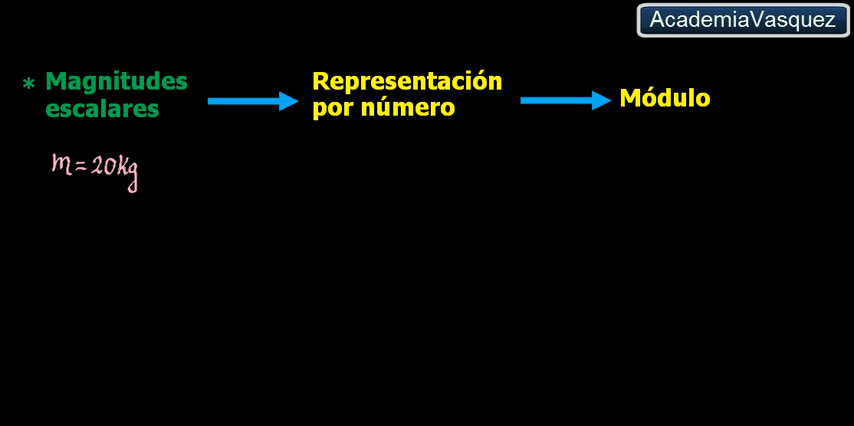 AcademiaVasquez
* Magnitudes
escalares
Representación
por número
Módulo
m = 20kg